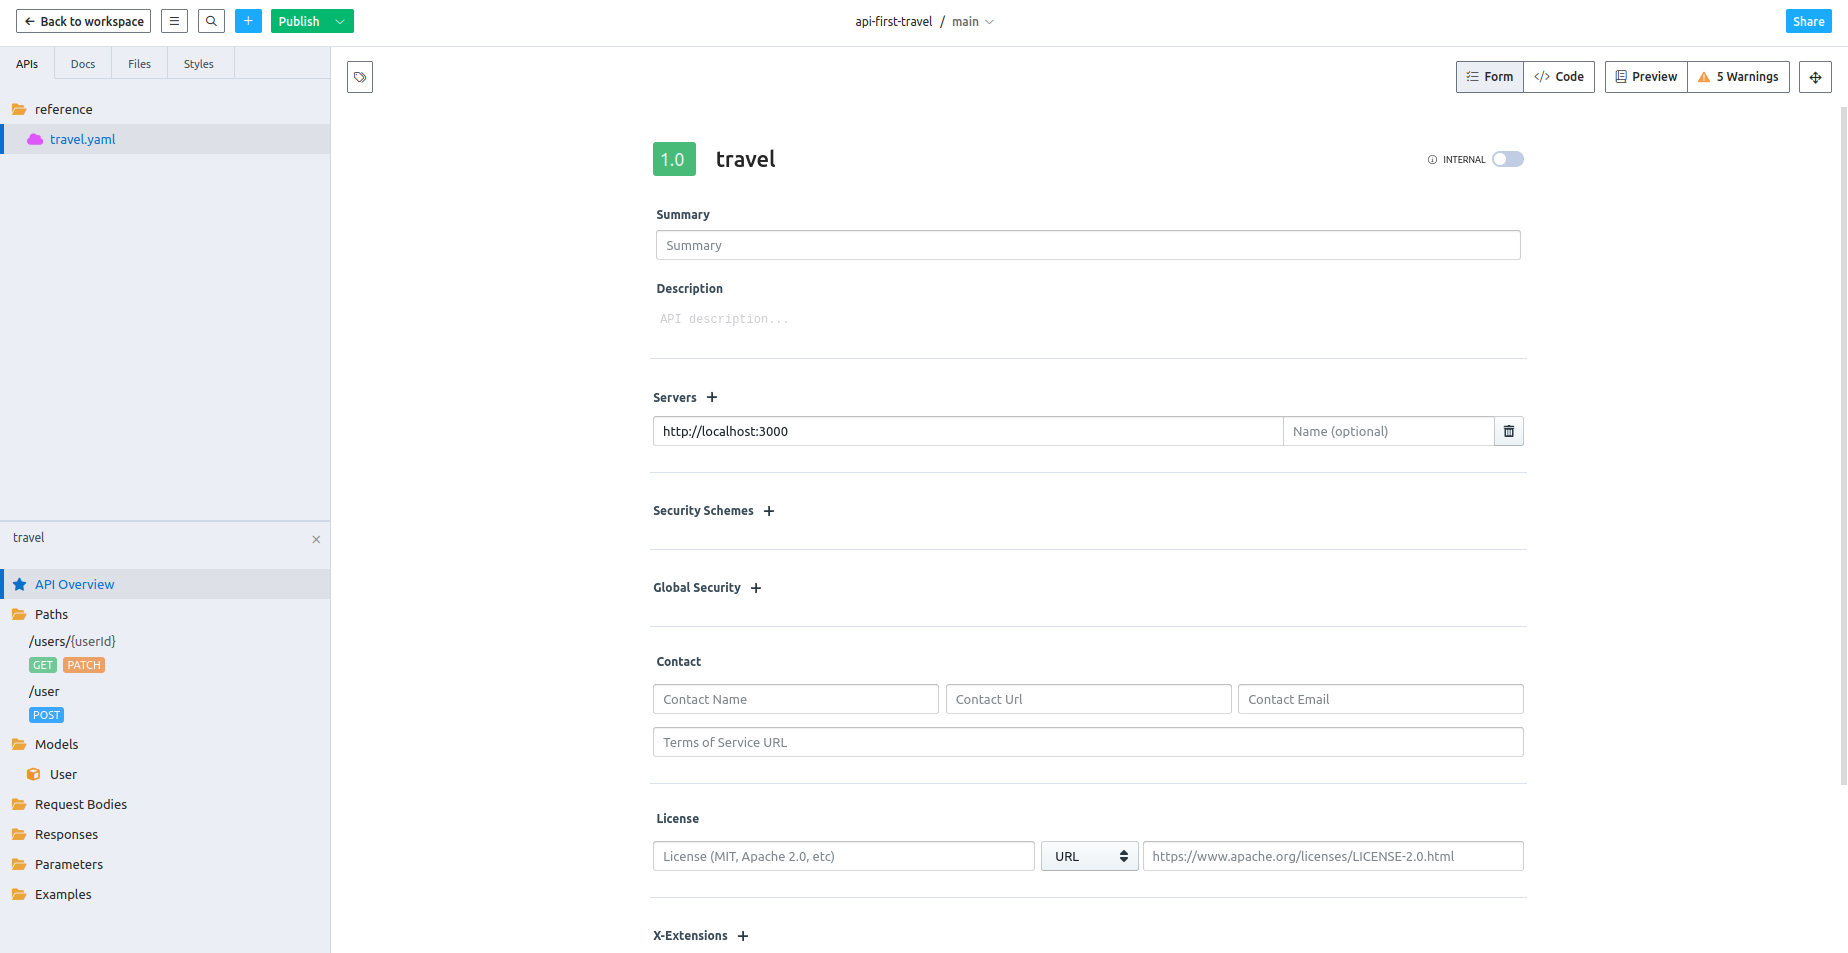 Back to workspace
Publish
api-first-travel / main
Share
APIs
Docs
Files
Styles
reference
travel.yaml
travel
API Overview
Paths
/users/{userId}
GET PATCH
/user
POST
Models
User
Request Bodies
Responses
Parameters
Examples
Form
</> Code
Preview
5 Warnings
1.0 travel
INTERNAL
Summary
Summary
Description
API description...
Servers +
http://localhost:3000
Name (optional)
Security Schemes +
Global Security +
Contact
Contact Name
Contact Url
Contact Email
Terms of Service URL
License
License (MIT, Apache 2.0, etc)
URL
https://www.apache.org/licenses/LICENSE-2.0.html
X-Extensions +